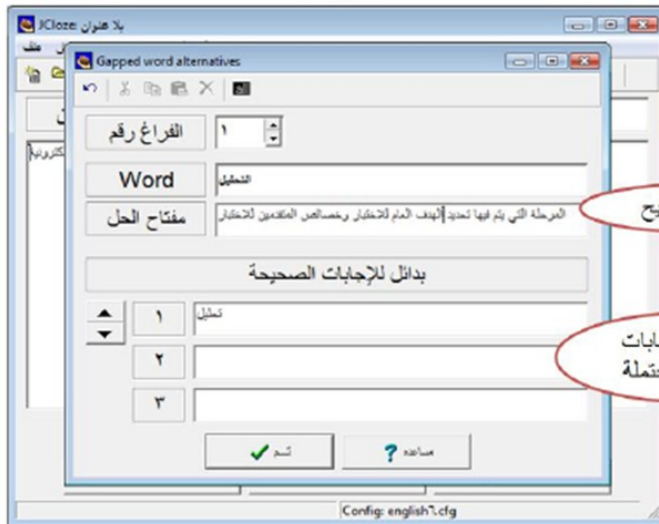 JCloze: بلا عنوان
ملف
Gapped word alternatives
الفراغ رقم
١
Word
التحليل
مفتاح الحل
المرحلة التي يتم فيها تحديد الهدف العام للاختبار وخصائص المتقدمين للاختبار
بدائل للإجابات الصحيحة
١
تحليل
٢
٣
تم
مساعده
Config: english٦.cfg